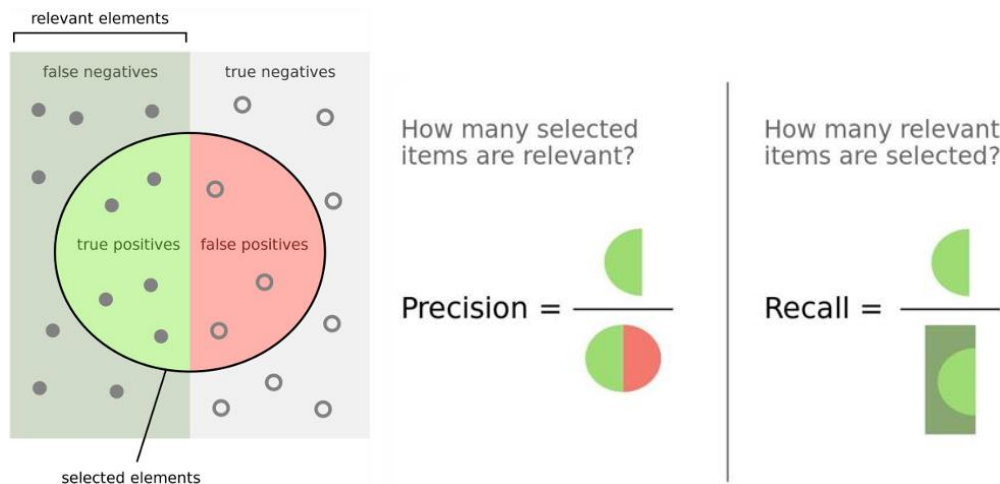 relevant elements
false negatives
true negatives
true positives
false positives
selected elements
How many selected
items are relevant?
Precision =
How many relevant
items are selected?
Recall =